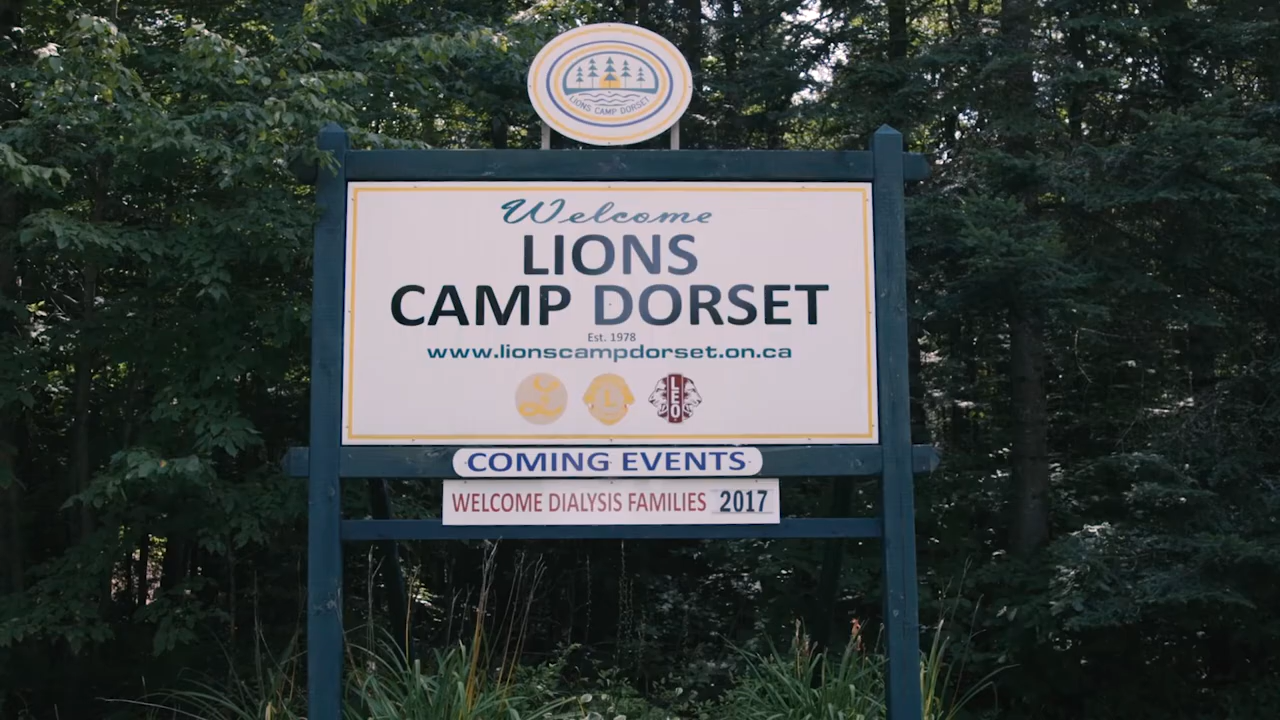 LIONS CAMP DORSET
Welcome
LIONS
CAMP DORSET
Est. 1978
www.lionscampdorset.on.ca
L
L
LEO
COMING EVENTS
WELCOME DIALYSIS FAMILIES 2017